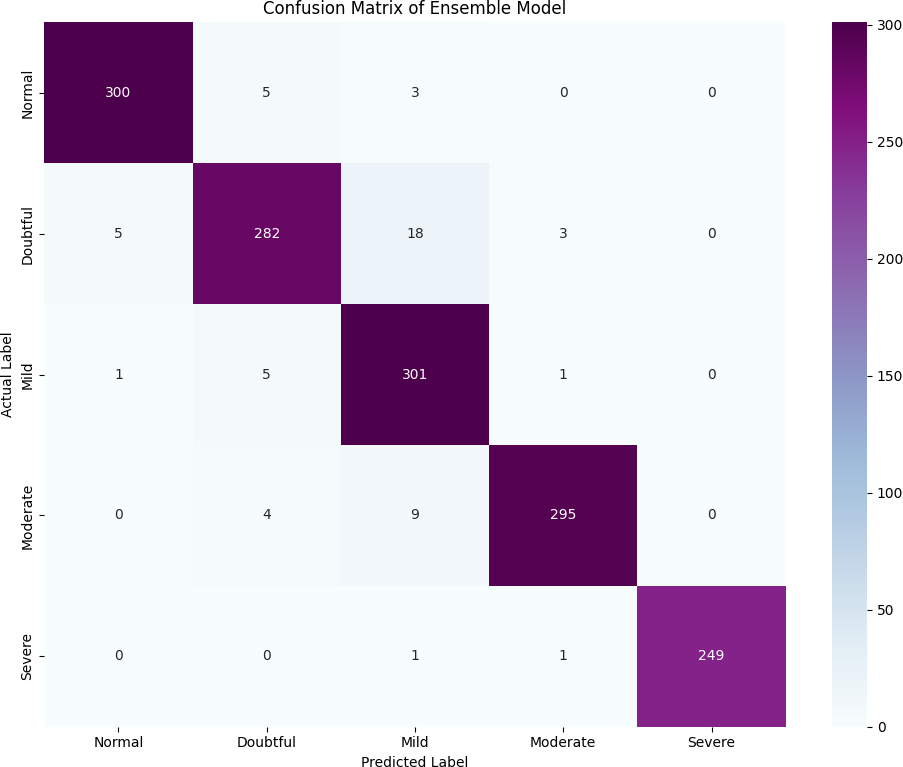 Confusion Matrix of Ensemble Model
Actual Label
Normal 300 5 3 0 0
Doubtful 5 282 18 3 0
Mild 1 5 301 1 0
Moderate 0 4 9 295 0
Severe 0 0 1 1 249
Normal Doubtful Mild Moderate Severe
Predicted Label
300
250
200
150
100
50
0